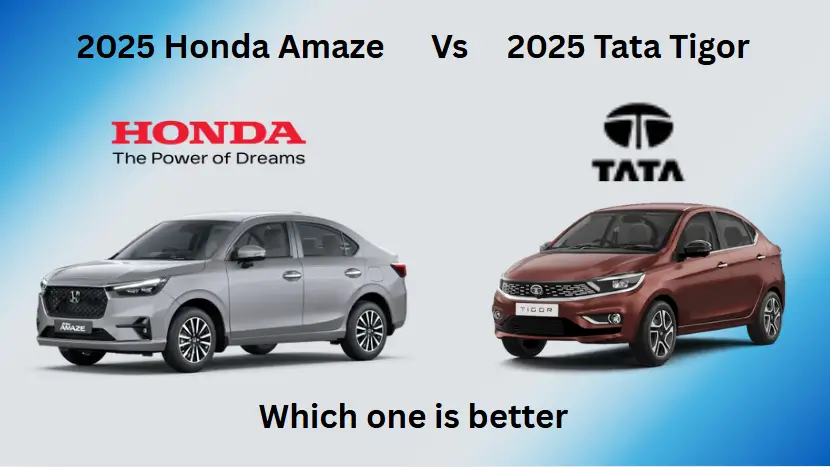 2025 Honda Amaze Vs 2025 Tata Tigor
HONDA
The Power of Dreams
TATA
AMAZE
TIGOR
Which one is better